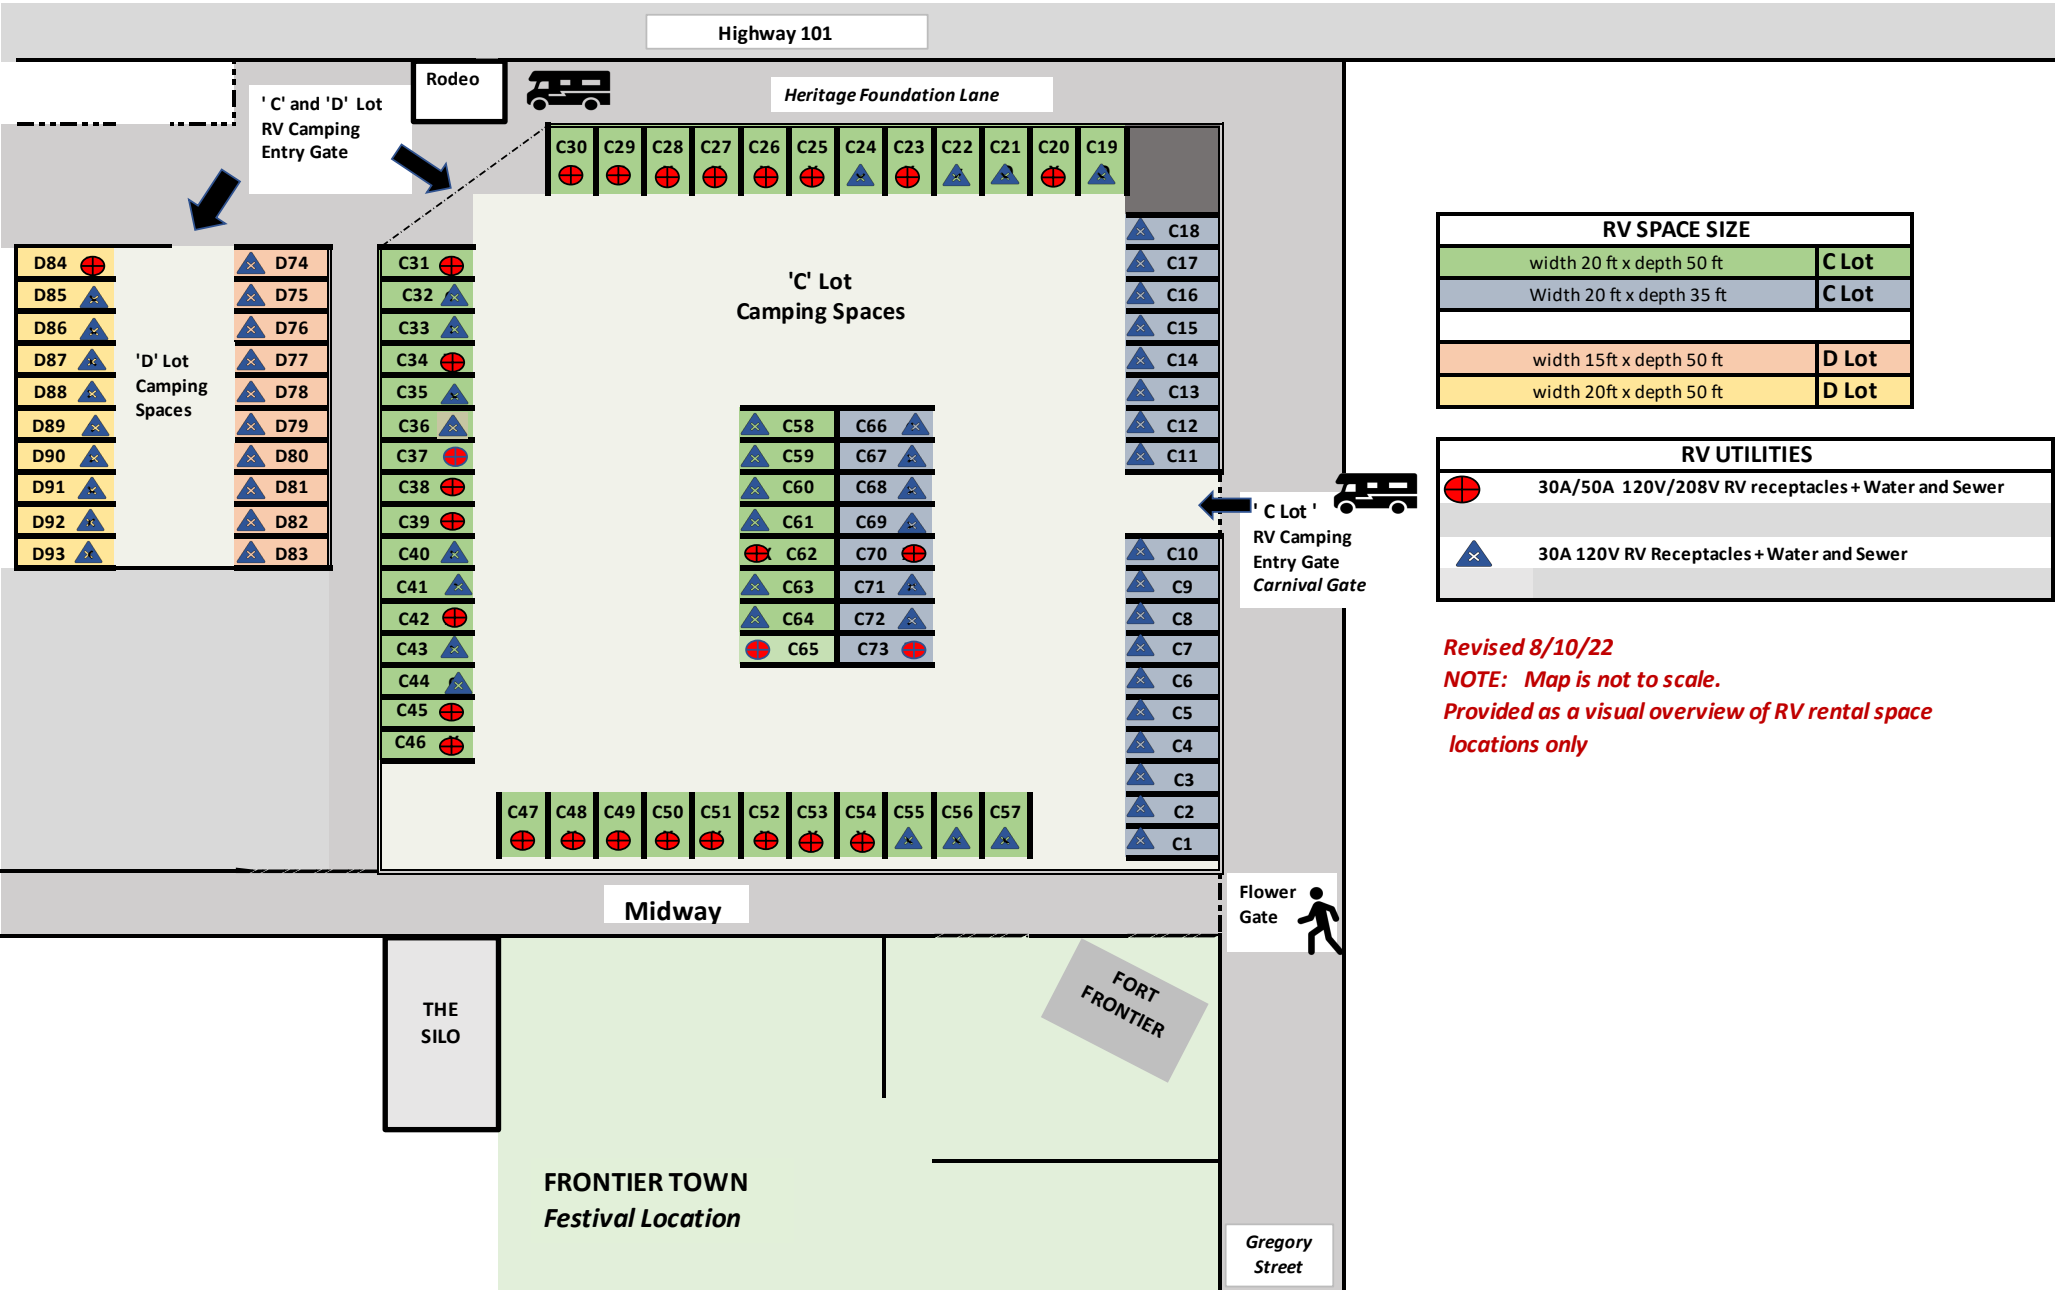 Highway 101
Rodeo
' C' and 'D' Lot
RV Camping
Entry Gate
Heritage Foundation Lane
C30 C29 C28 C27 C26 C25 C24 C23 C22 C21 C20 C19
D84
D85
D86
D87
D88
D89
D90
D91
D92
D93
'D' Lot
Camping
Spaces
D74
D75
D76
D77
D78
D79
D80
D81
D82
D83
C31
C32
C33
C34
C35
C36
C37
C38
C39
C40
C41
C42
C43
C44
C45
C46
'C' Lot
Camping Spaces
C58 C66
C59 C67
C60 C68
C61 C69
C62 C70
C63 C71
C64 C72
C65 C73
C18
C17
C16
C15
C14
C13
C12
C11
C10
C9
C8
C7
C6
C5
C4
C3
C2
C1
C47 C48 C49 C50 C51 C52 C53 C54 C55 C56 C57
' C Lot '
RV Camping
Entry Gate
Carnival Gate
RV SPACE SIZE
width 20 ft x depth 50 ft C Lot
Width 20 ft x depth 35 ft C Lot
width 15ft x depth 50 ft D Lot
width 20ft x depth 50 ft D Lot
RV UTILITIES
30A/50A 120V/208V RV receptacles + Water and Sewer
30A 120V RV Receptacles + Water and Sewer
Revised 8/10/22
NOTE: Map is not to scale.
Provided as a visual overview of RV rental space
locations only
Midway
Flower
Gate
THE
SILO
FORT
FRONTIER
FRONTIER TOWN
Festival Location
Gregory
Street